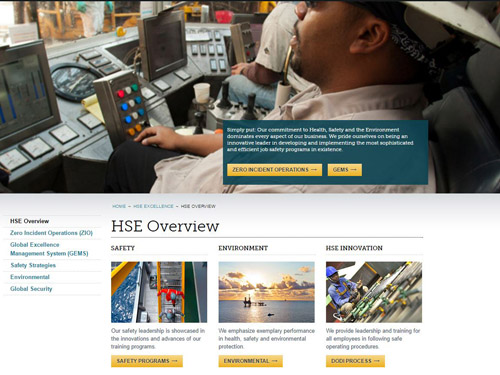 Simply put: Our commitment to Health, Safety and the Environment
dominates every aspect of our business. We pride ourselves on being an
innovative leader in developing and implementing the most sophisticated
and efficient job safety programs in existence.
ZERO INCIDENT OPERATIONS → GEMS →
HOME – HSE EXCELLENCE – HSE OVERVIEW
HSE Overview
Zero Incident Operations (ZIO)
Global Excellence
Management System (GEMS)
Safety Strategies
Environmental
Global Security
HSE Overview
SAFETY
Our safety leadership is showcased in
the innovations and advances of our
training programs.
SAFETY PROGRAMS →
ENVIRONMENT
We emphasize exemplary performance
in health, safety and environmental
protection.
ENVIRONMENTAL →
HSE INNOVATION
We provide leadership and training for
all employees in following safe
operating procedures.
DODI PROCESS →